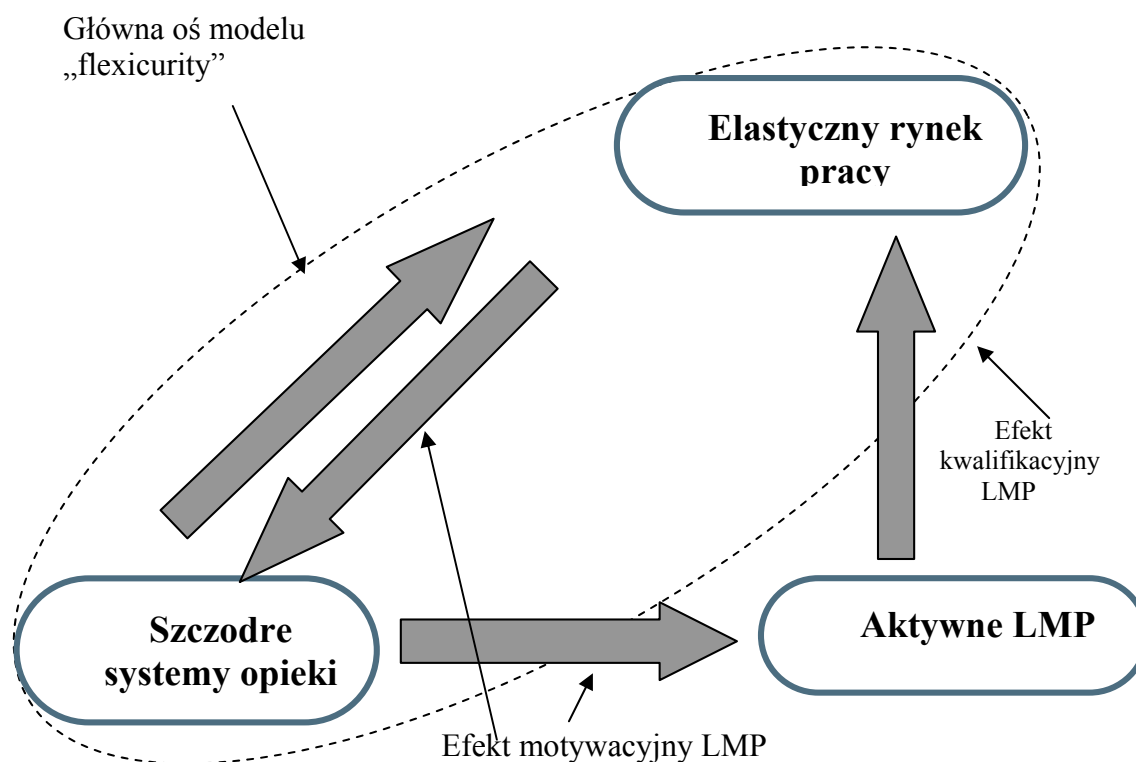 Główna oś modelu
„flexicurity”
Elastyczny rynek
pracy
Efekt
kwalifikacyjny
LMP
Szczodre
systemy opieki
Aktywne LMP
Efekt motywacyjny LMP